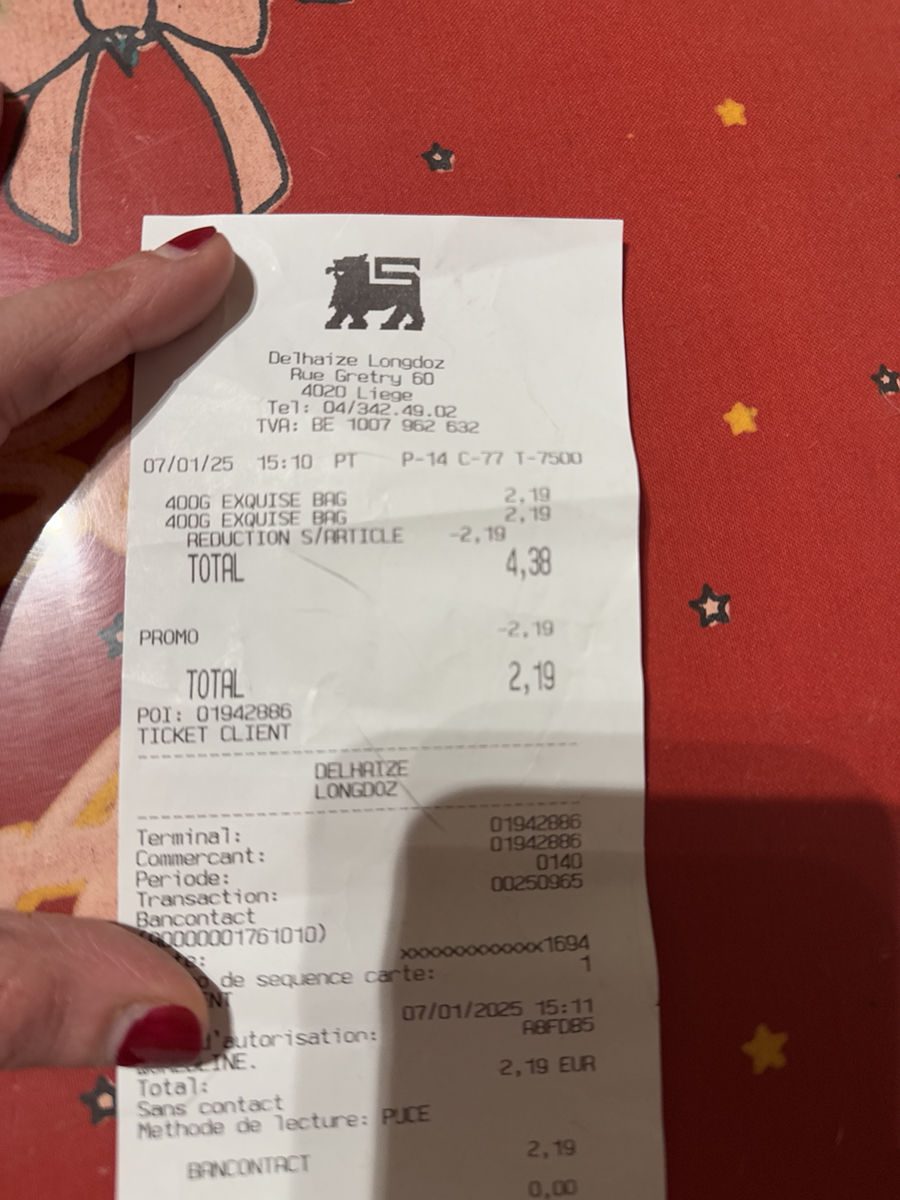 Delhaize Longdoz
Rue Gretry 60
4020 Liege
Tel: 04/342.49.02
TVA: BE 1007 962 632
07/01/25 15:10 PT P-14 C-77 T-7500
400G EXQUISE BAG 2,19
400G EXQUISE BAG 2,19
REDUCTION S/ARTICLE -2,19
TOTAL 4,38
PROMO -2,19
TOTAL 2,19
POI: 01942886
TICKET CLIENT
DELHAIZE
LONGDOZ
Terminal: 01942886
Commercant: 01942886
Periode: 0140
Transaction: 00250965
Bancontact
(A0000001761010)
xxxxxxxxxxxxx1694
de sequence carte: 1
07/01/2025 15:11
d'autorisation: A8FD85
Total: 2,19 EUR
Sans contact
Methode de lecture: PUCE
BANCONTACT 2,19
0,00